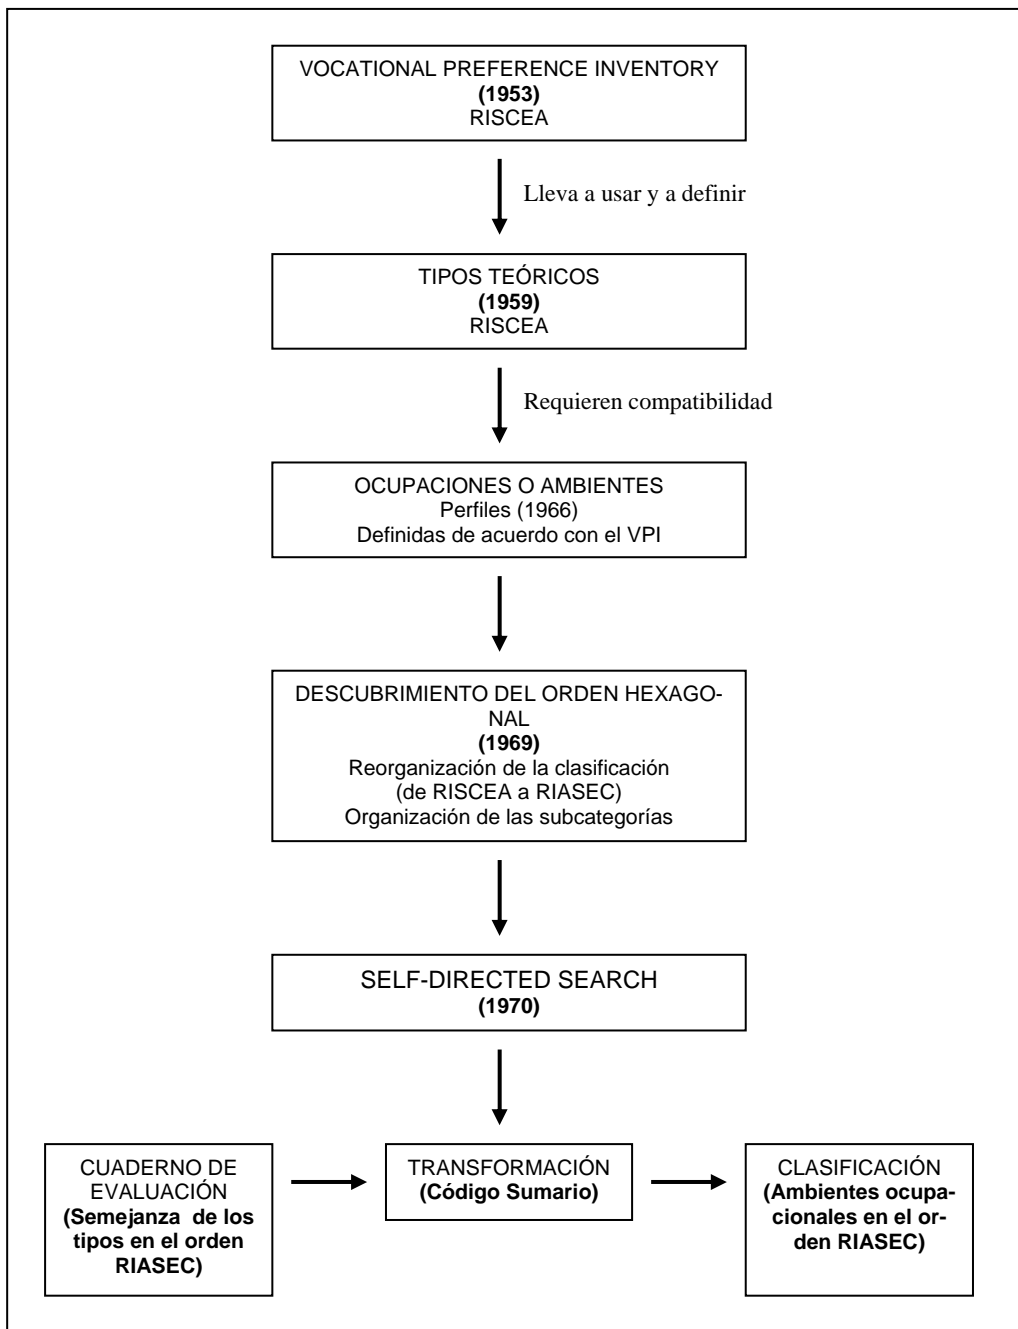 VOCATIONAL PREFERENCE INVENTORY
(1953)
RISCEA
Lleva a usar y a definir
TIPOS TEÓRICOS
(1959)
RISCEA
Requieren compatibilidad
OCUPACIONES O AMBIENTES
Perfiles (1966)
Definidas de acuerdo con el VPI
DESCUBRIMIENTO DEL ORDEN HEXAGO-
NAL
(1969)
Reorganización de la clasificación
(de RISCEA a RIASEC)
Organización de las subcategorías
SELF-DIRECTED SEARCH
(1970)
CUADERNO DE
EVALUACIÓN
(Semejanza de los
tipos en el orden
RIASEC)
TRANSFORMACIÓN
(Código Sumario)
CLASIFICACIÓN
(Ambientes ocupa-
cionales en el or-
den RIASEC)